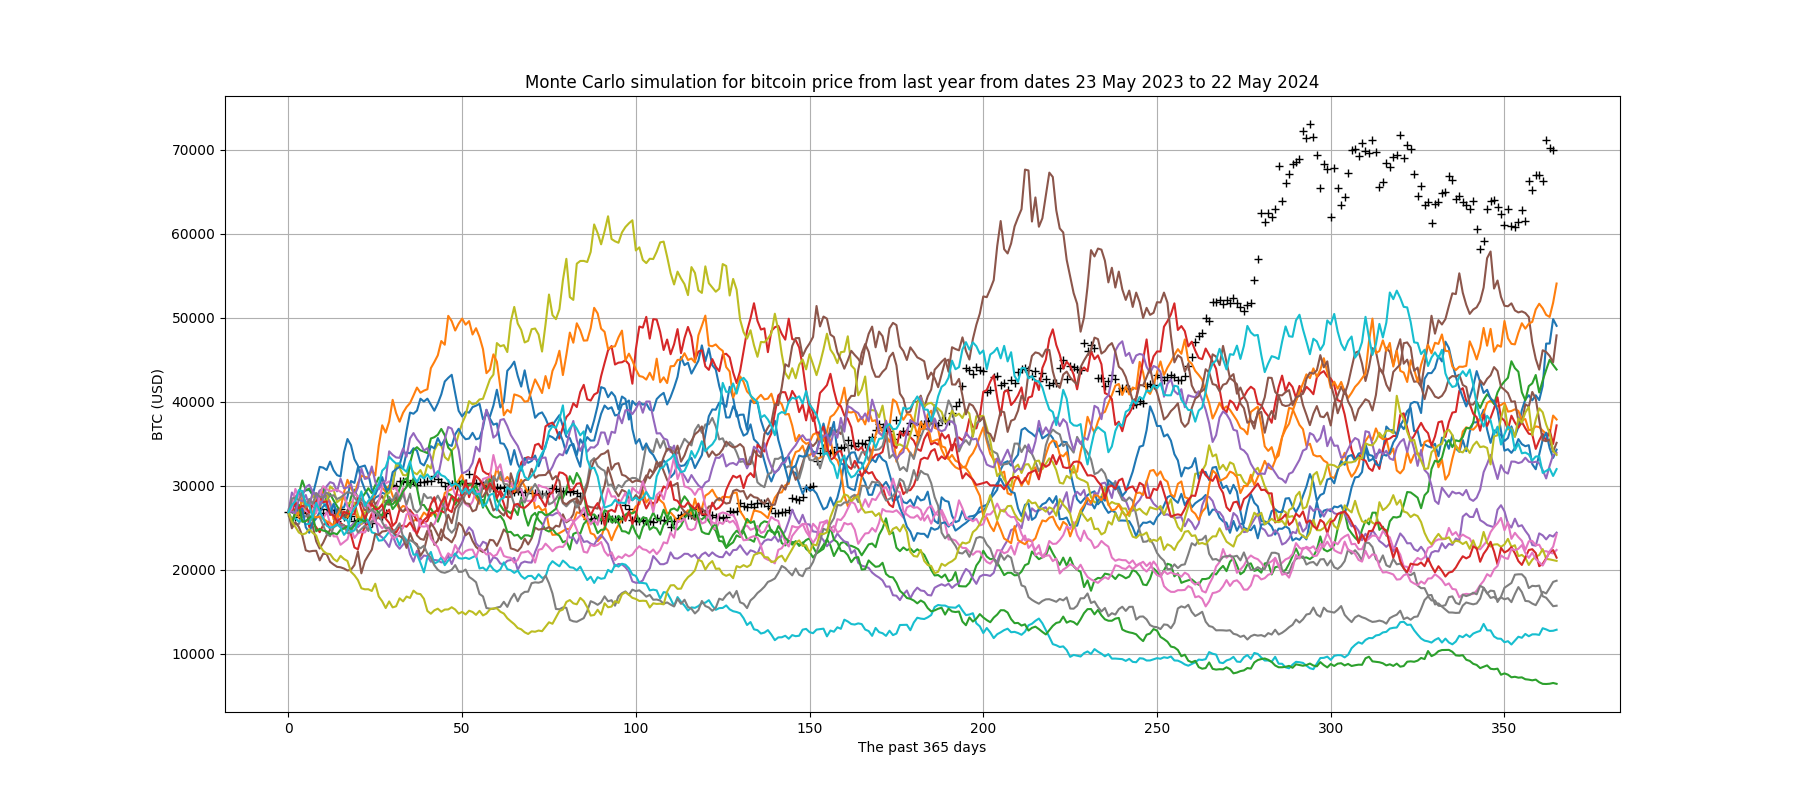 Monte Carlo simulation for bitcoin price from last year from dates 23 May 2023 to 22 May 2024
70000
60000
50000
40000
30000
20000
10000
BTC (USD)
0 50 100 150 200 250 300 350
The past 365 days